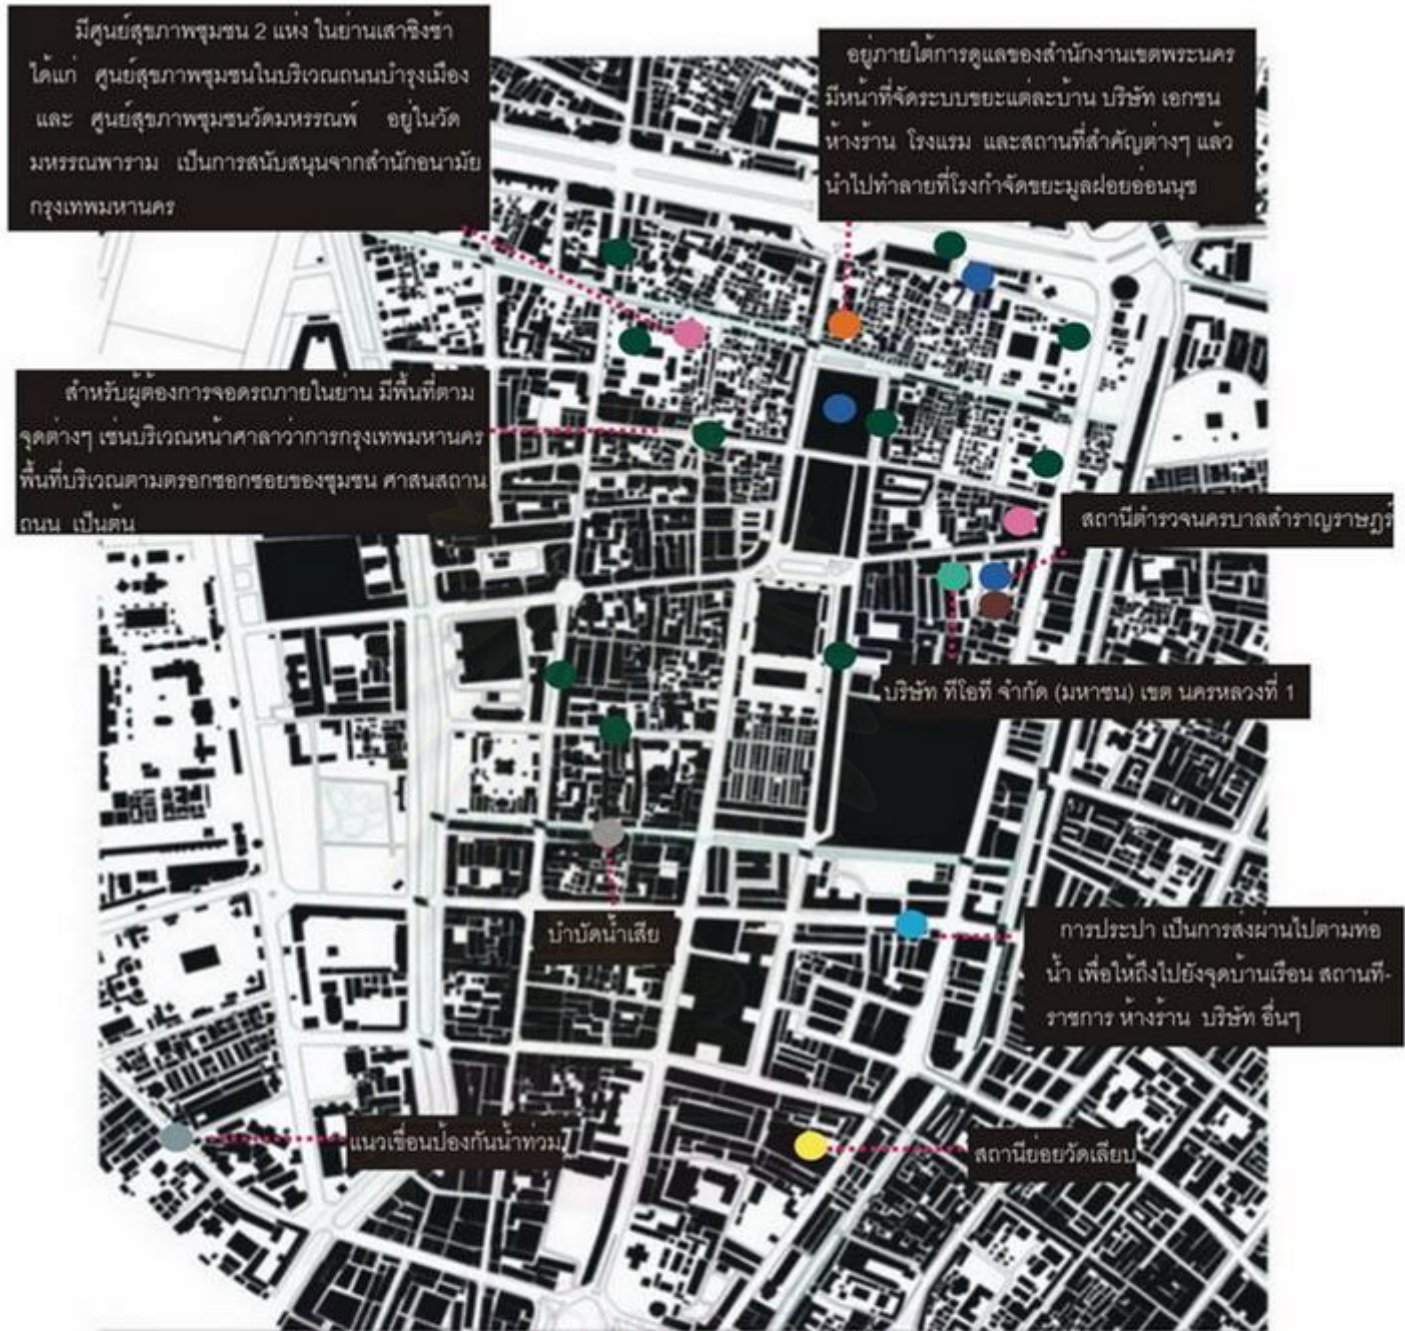 มีศูนย์สุขภาพชุมชน 2 แห่ง ในย่านเสาชิงช้า
ได้แก่ ศูนย์สุขภาพชุมชนในบริเวณถนนบำรุงเมือง
และ ศูนย์สุขภาพชุมชนวัดมหรรณพ์ อยู่ในวัด
มหรรณพาราม เป็นการสนับสนุนจากสำนักอนามัย
กรุงเทพมหานคร
อยู่ภายใต้การดูแลของสำนักงานเขตพระนคร
มีหน้าที่จัดระบบขยะแต่ละบ้าน บริษัท เอกชน
ห้างร้าน โรงแรม และสถานที่สำคัญต่างๆ แล้ว
นำไปทำลายที่โรงกำจัดขยะมูลฝอยอ่อนนุช
สำหรับผู้ต้องการจอดรถภายในย่าน มีพื้นที่ตาม
จุดต่างๆ เช่นบริเวณหน้าศาลาว่าการกรุงเทพมหานคร
พื้นที่บริเวณตามตรอกซอกซอยของชุมชน ศาสนสถาน
ถนน เป็นต้น
สถานีตำรวจนครบาลสำราญราษฎร์
บริษัท ทีโอที จำกัด (มหาชน) เขต นครหลวงที่ 1
บำบัดน้ำเสีย
การประปา เป็นการส่งผ่านไปตามท่อ
น้ำ เพื่อให้ถึงไปยังจุดบ้านเรือน สถานที่-
ราชการ ห้างร้าน บริษัท อื่นๆ
แนวเขื่อนป้องกันน้ำท่วม
สถานีย่อยวัดเลียบ